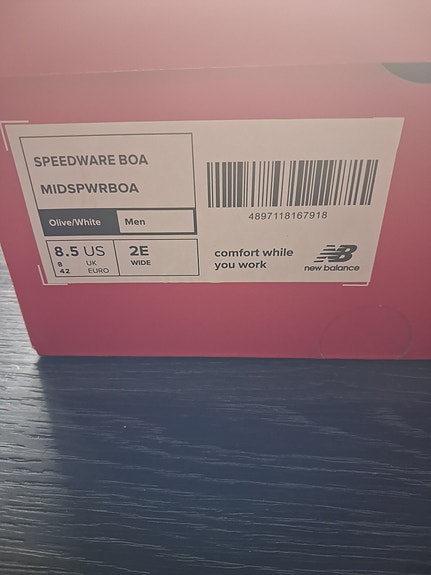 SPEEDWARE BOA
MIDSPWRBOA
Olive/White Men
8.5 US 2E
8 UK WIDE
42 EURO
4897118167918
comfort while
you work
NB
new balance